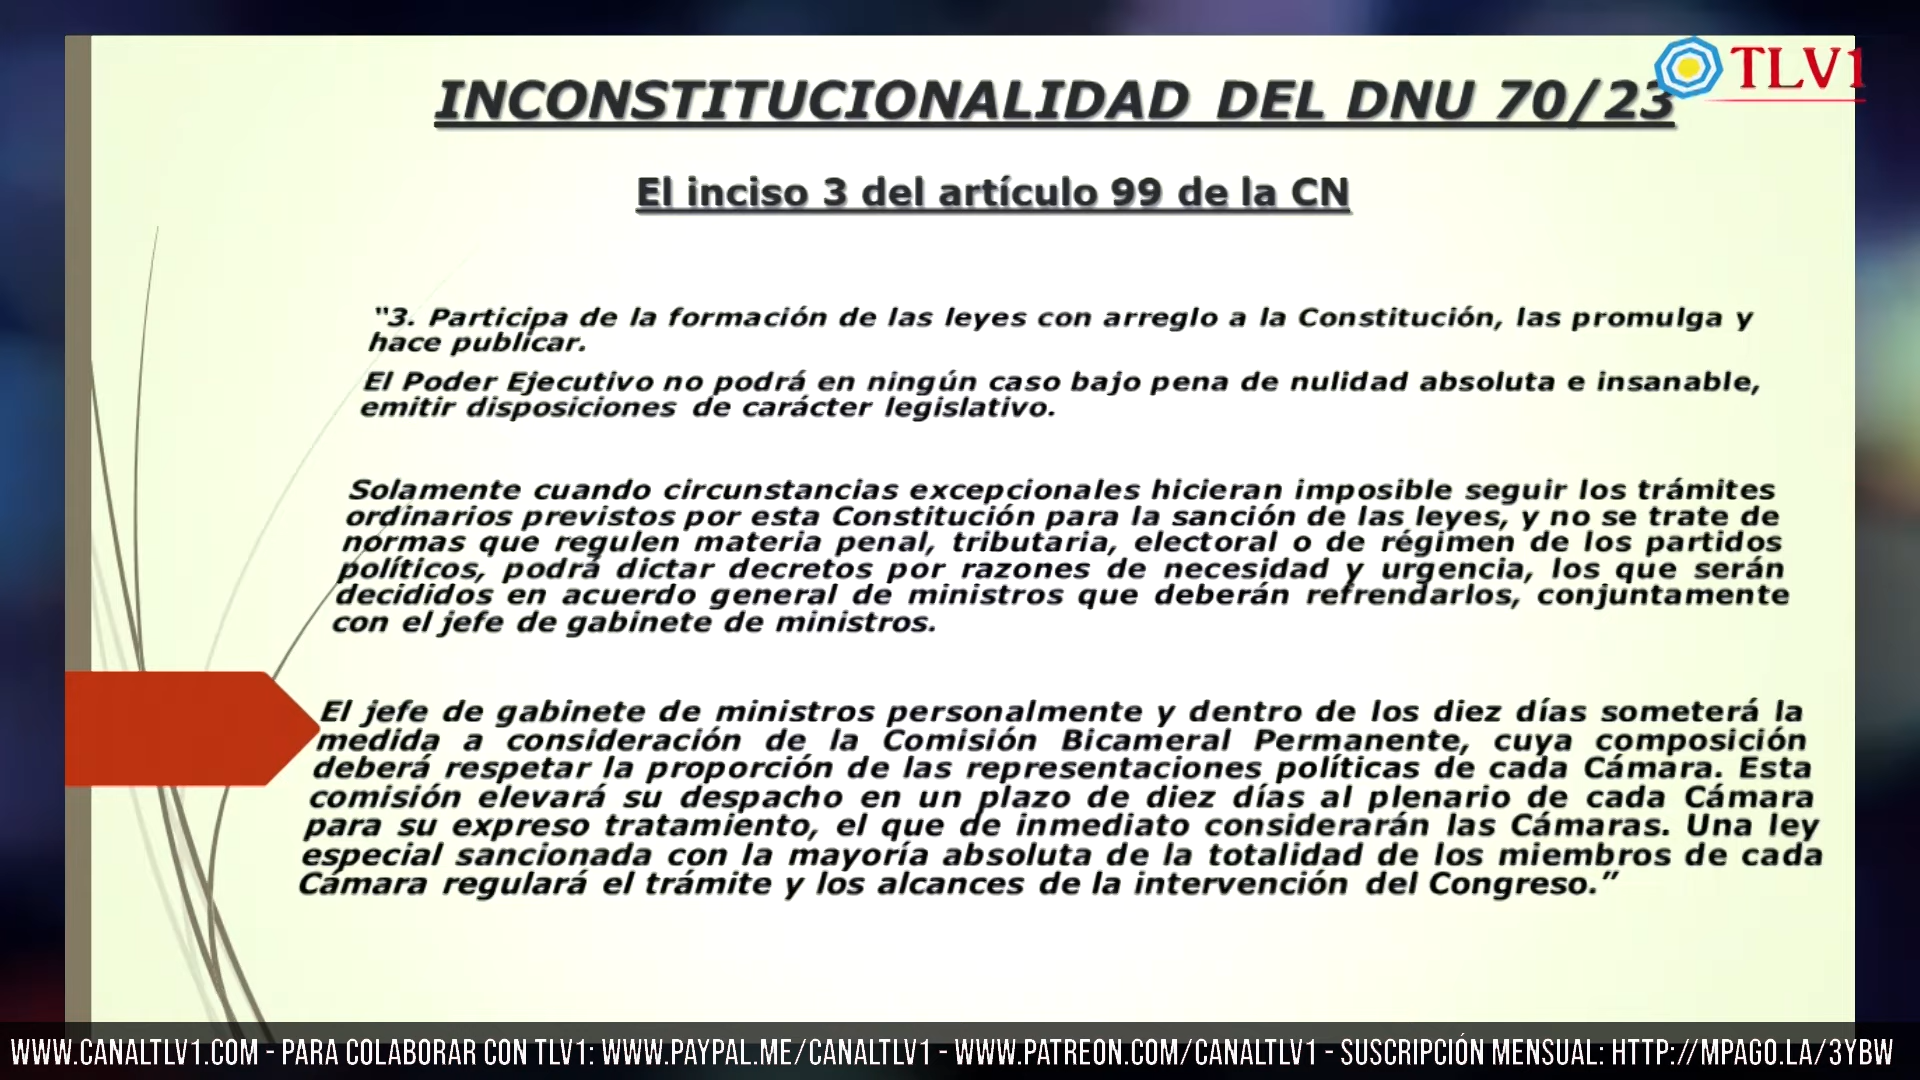 INCONSTITUCIONALIDAD DEL DNU 70/23
TLV1
El inciso 3 del artículo 99 de la CN
"3. Participa de la formación de las leyes con arreglo a la Constitución, las promulga y
hace publicar.
El Poder Ejecutivo no podrá en ningún caso bajo pena de nulidad absoluta e insanable,
emitir disposiciones de carácter legislativo.
Solamente cuando circunstancias excepcionales hicieran imposible seguir los trámites
ordinarios previstos por esta Constitución para la sanción de las leyes, y no se trate de
normas que regulen materia penal, tributaria, electoral o de régimen de los partidos
políticos, podrá dictar decretos por razones de necesidad y urgencia, los que serán
decididos en acuerdo general de ministros que deberán refrendarlos, conjuntamente
con el jefe de gabinete de ministros.
El jefe de gabinete de ministros personalmente y dentro de los diez días someterá la
medida a consideración de la Comisión Bicameral Permanente, cuya composición
deberá respetar la proporción de las representaciones políticas de cada Cámara. Esta
comisión elevará su despacho en un plazo de diez días al plenario de cada Cámara
para su expreso tratamiento, el que de inmediato considerarán las Cámaras. Una ley
especial sancionada con la mayoría absoluta de la totalidad de los miembros de cada
Cámara regulará el trámite y los alcances de la intervención del Congreso."
WWW.CANALTLV1.COM - PARA COLABORAR CON TLV1: WWW.PAYPAL.ME/CANALTLV1 - WWW.PATREON.COM/CANALTLV1 - SUSCRIPCIÓN MENSUAL: HTTP://MPAGO.LA/3YBW